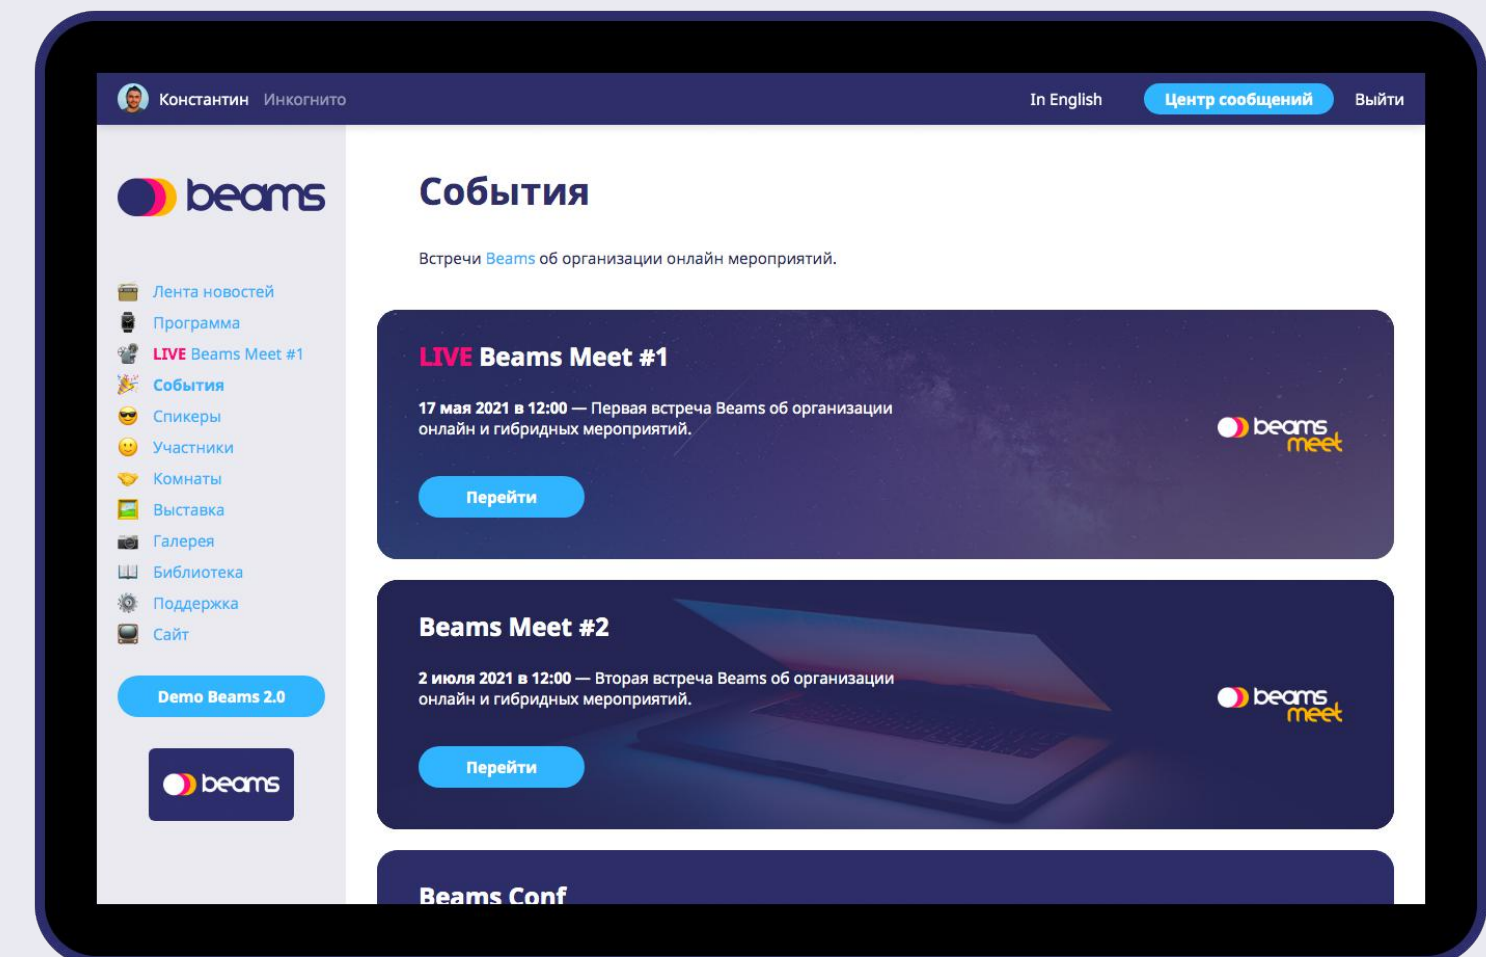 Константин Инкогнито
In English
Центр сообщений
Выйти
beams
Лента новостей
Программа
LIVE Beams Meet #1
События
Спикеры
Участники
Комнаты
Выставка
Галерея
Библиотека
Поддержка
Сайт
Demo Beams 2.0
beams
События
Встречи Beams об организации онлайн мероприятий.
LIVE Beams Meet #1
17 мая 2021 в 12:00 — Первая встреча Beams об организации
онлайн и гибридных мероприятий.
Перейти
beams
meet
Beams Meet #2
2 июля 2021 в 12:00 — Вторая встреча Beams об организации
онлайн и гибридных мероприятий.
Перейти
beams
meet
Beams Conf